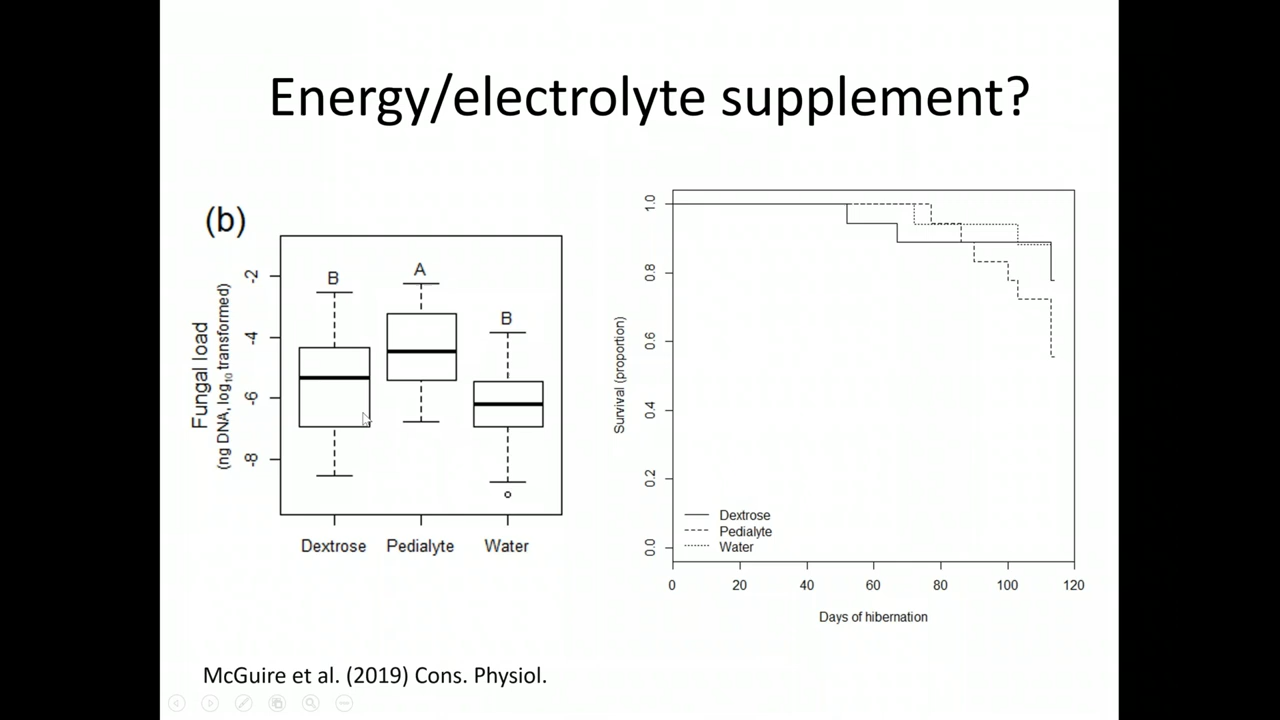 Energy/electrolyte supplement?
(b)
Fungal load
(ng DNA, log10 transformed)
-2
-4
-6
-8
B
A
B
Dextrose
Pedialyte
Water
Survival (proportion)
1.0
0.8
0.6
0.4
0.2
0.0
Dextrose
Pedialyte
Water
0 20 40 60 80 100 120
Days of hibernation
McGuire et al. (2019) Cons. Physiol.